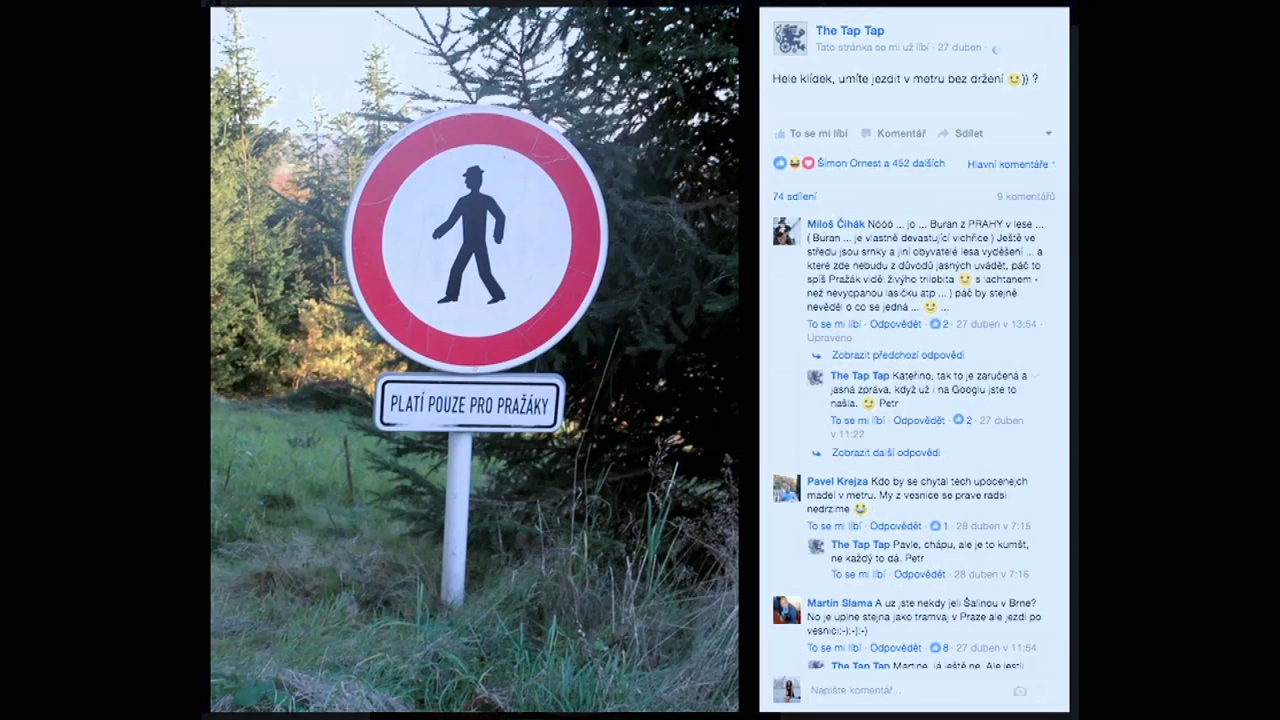 PLATÍ POUZE PRO PRAŽÁKY
The Tap Tap
Tato stránka se mi už líbí · 27 duben ·
Hele klídek, umíte jezdit v metru bez držení 😉)) ?
To se mi líbí Komentář Sdílet
Šimon Ornest a 452 dalších Hlavní komentáře
74 sdílení 9 komentářů
Miloš Čihák Nóóó ... jo ... Buran z PRAHY v lese ...
( Buran ... je vlastně devastující vichřice ) Ještě ve
středu jsou srnky a jiní obyvatelé lesa vyděšení ... a
které zde nebudu z důvodů jasných uvádět, páč to
spíš Pražák viděl živýho trilobita 😉 s lachtanem -
než nevycpanou lasičku atp ... ) páč by stejně
nevěděl o co se jedná ... 😉 ...
To se mi líbí · Odpovědět · 2 · 27 duben v 13:54 ·
Upraveno
Zobrazit předchozí odpovědi
The Tap Tap Kateřino, tak to je zaručená a
jasná zpráva, když už i na Googlu jste to
našla. 😉 Petr
To se mi líbí · Odpovědět · 2 · 27 duben
v 11:22
Zobrazit další odpovědi
Pavel Krejza Kdo by se chytal tech upocenejch
madel v metru. My z vesnice se prave radsi
nedrzime 😂
To se mi líbí · Odpovědět · 1 · 28 duben v 7:15
The Tap Tap Pavle, chápu, ale je to kumšt,
ne každý to dá. Petr
To se mi líbí · Odpovědět · 28 duben v 7:16
Martin Slama A uz jste nekdy jeli Šalinou v Brne?
No je uplne stejna jako tramvaj v Praze ale jezdi po
vesnici:-):-):-)
To se mi líbí · Odpovědět · 8 · 27 duben v 11:54
The Tap Tap Martine, já ještě ne. Ale jestli
Napište komentář...